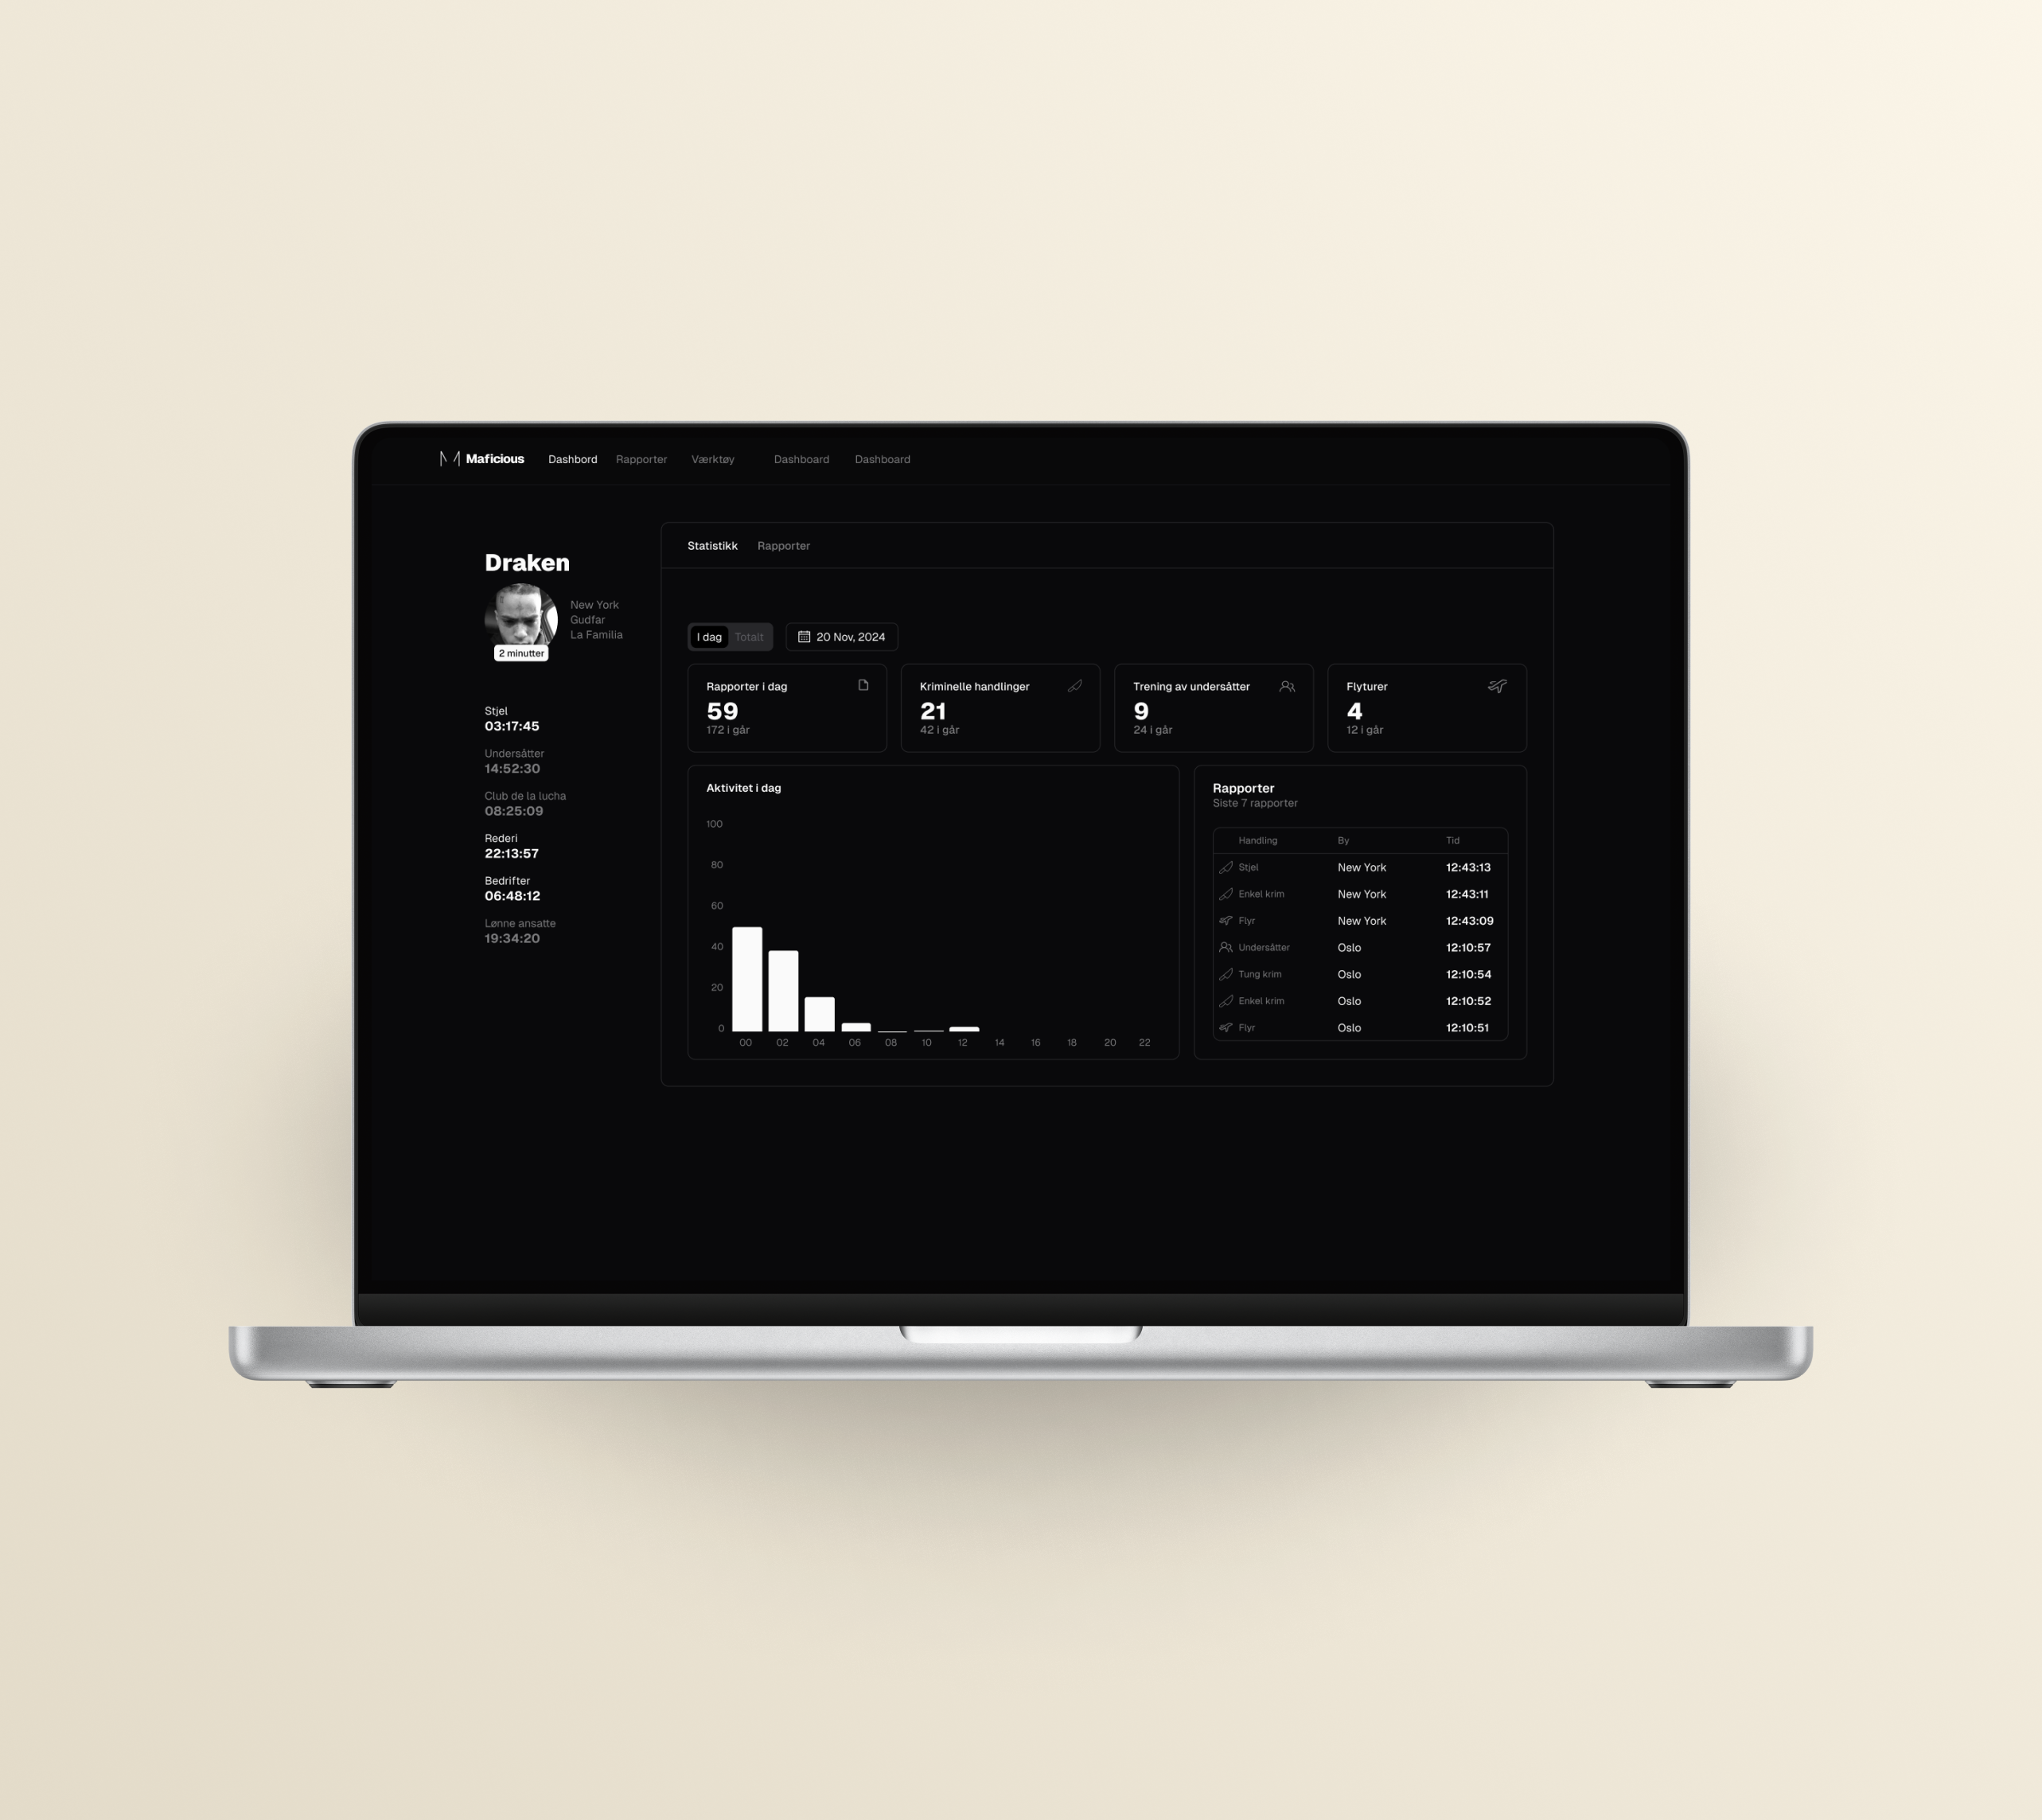 Maficious Dashbord Rapporter Værktøy Dashboard Dashboard
Draken
New York
Gudfar
La Familia
2 minutter
Stjel
03:17:45
Undersåtter
14:52:30
Club de la lucha
08:25:09
Rederi
22:13:57
Bedrifter
06:48:12
Lønne ansatte
19:34:20
Statistikk Rapporter
I dag Totalt 20 Nov, 2024
Rapporter i dag
59
172 i går
Kriminelle handlinger
21
42 i går
Trening av undersåtter
9
24 i går
Flyturer
4
12 i går
Aktivitet i dag
100
80
60
40
20
0
00 02 04 06 08 10 12 14 16 18 20 22
Rapporter
Siste 7 rapporter
Handling By Tid
Stjel New York 12:43:13
Enkel krim New York 12:43:11
Flyr New York 12:43:09
Undersåtter Oslo 12:10:57
Tung krim Oslo 12:10:54
Enkel krim Oslo 12:10:52
Flyr Oslo 12:10:51